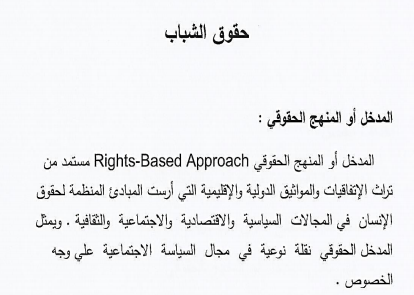 حقوق الشباب
المدخل أو المنهج الحقوقي :
المدخل أو المنهج الحقوقي Rights-Based Approach مستمد من
تراث الإتفاقيات والمواثيق الدولية والإقليمية التي أرست المبادئ المنظمة لحقوق
الإنسان في المجالات السياسية والاقتصادية والاجتماعية والثقافية . ويمثل
المدخل الحقوقي نقلة نوعية في مجال السياسة الاجتماعية علي وجه
الخصوص .